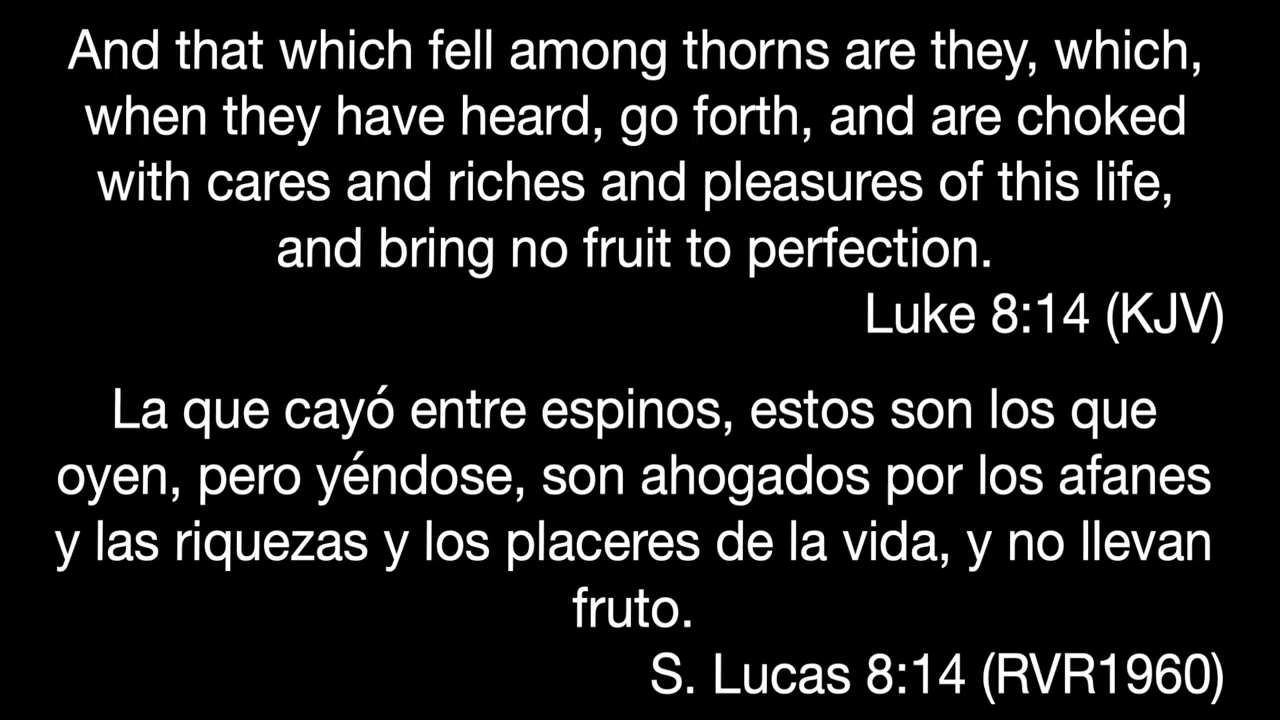 And that which fell among thorns are they, which,
when they have heard, go forth, and are choked
with cares and riches and pleasures of this life,
and bring no fruit to perfection.
Luke 8:14 (KJV)
La que cayó entre espinos, estos son los que
oyen, pero yéndose, son ahogados por los afanes
y las riquezas y los placeres de la vida, y no llevan
fruto.
S. Lucas 8:14 (RVR1960)